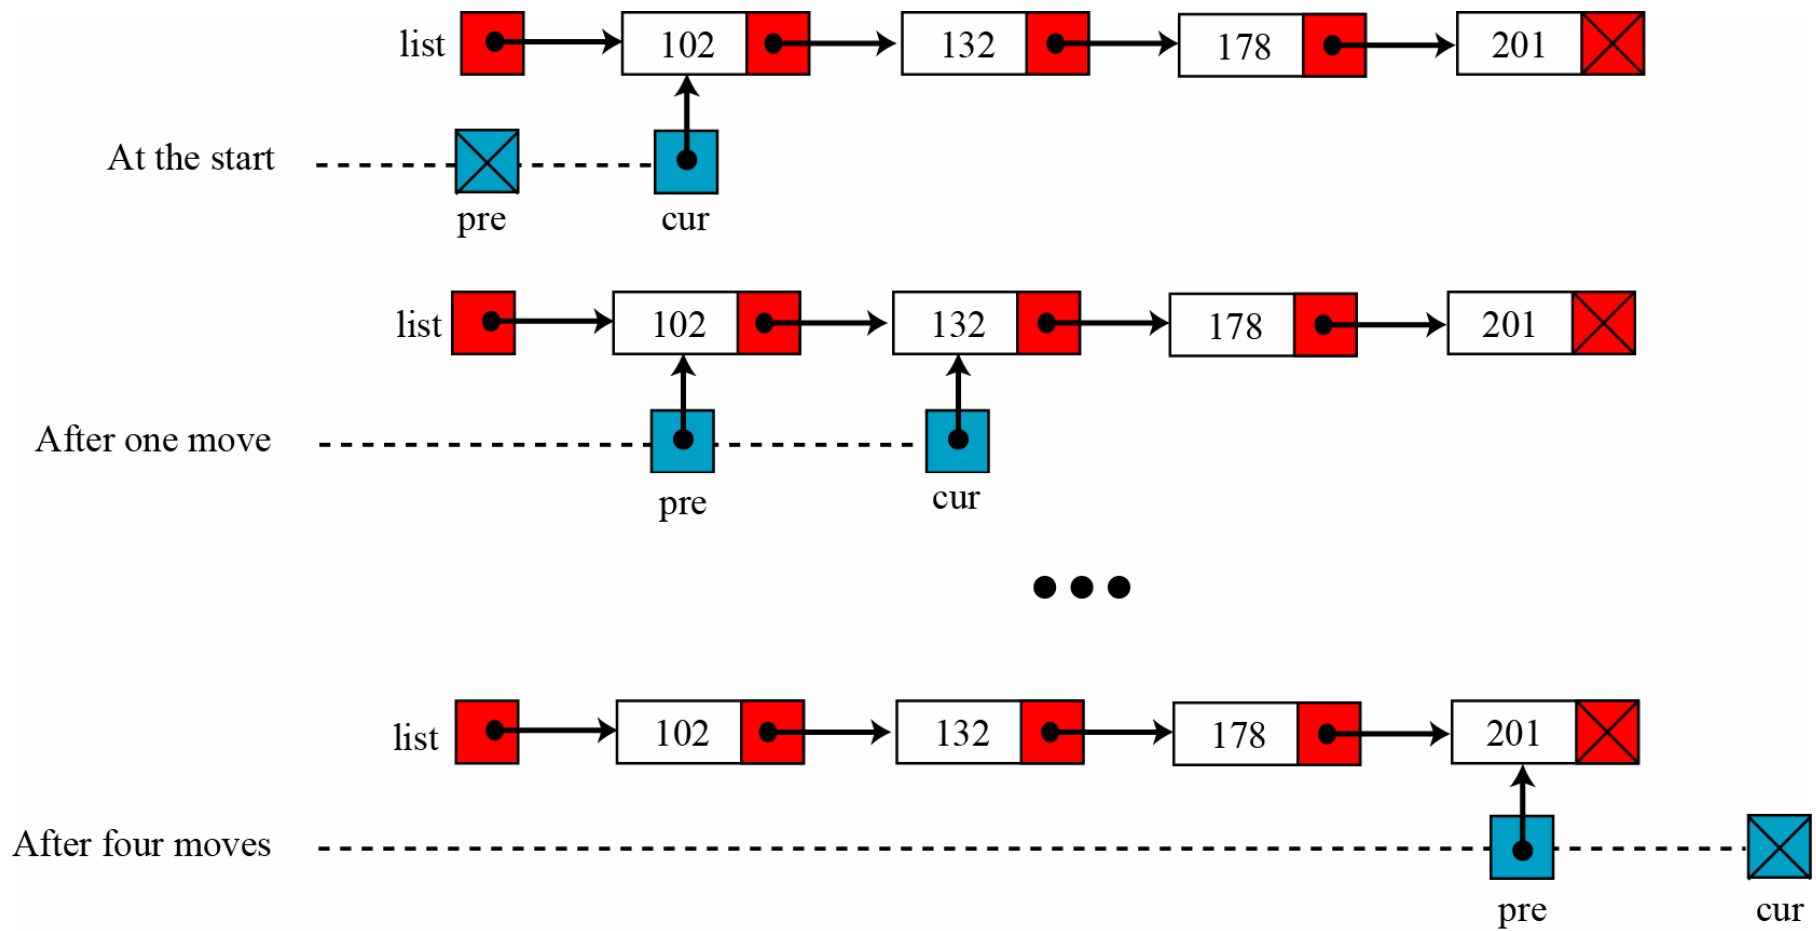 list 102 132 178 201
At the start
pre cur
list 102 132 178 201
After one move
pre cur
list 102 132 178 201
After four moves
pre cur